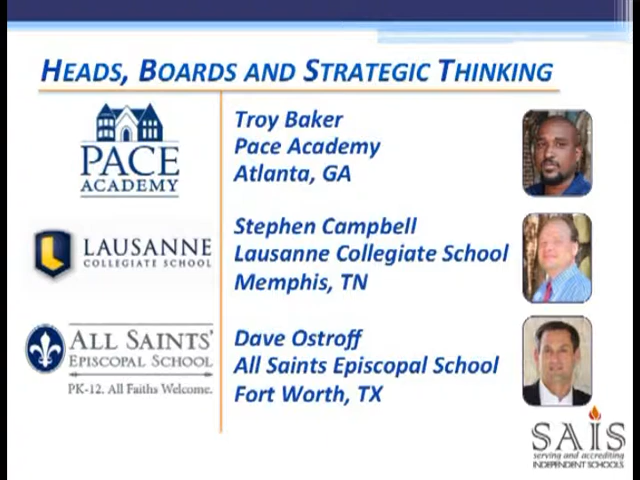 HEADS, BOARDS AND STRATEGIC THINKING
PACE
ACADEMY
Troy Baker
Pace Academy
Atlanta, GA
LAUSANNE
COLLEGIATE SCHOOL
Stephen Campbell
Lausanne Collegiate School
Memphis, TN
ALL SAINTS'
EPISCOPAL SCHOOL
PK-12. All Faiths Welcome.
Dave Ostroff
All Saints Episcopal School
Fort Worth, TX
SAIS
serving and accrediting
INDEPENDENT SCHOOLS